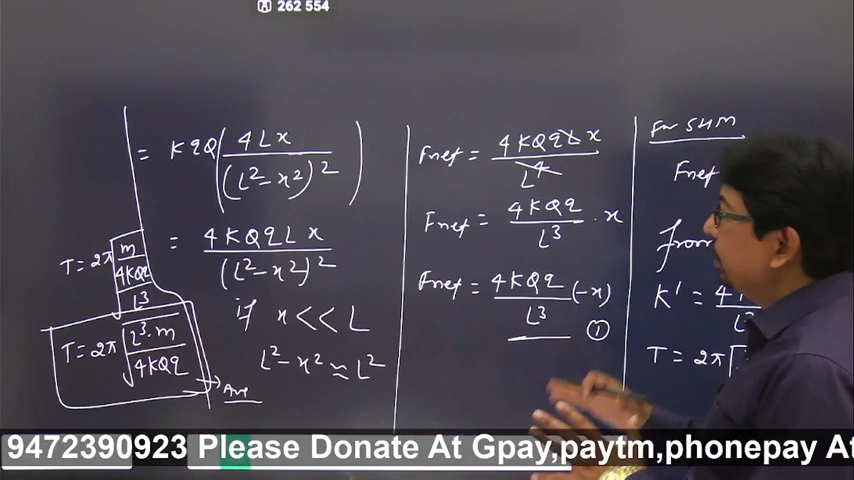 262 554
= KqQ(4Lx/(L²-x²)²)
= 4KQqLx/(L²-x²)²
if x<<L
L²-x² ≈ L²
T = 2π√(m/(4KQq/L³))
T = 2π√(L³·m/4KQq)
→ Ans
Fnet = 4KQqLx/L⁴
Fnet = 4KQq/L³ · x
Fnet = 4KQq/L³ (-x)
①
For SHM
Fnet
from
K' = 4
T = 2π√
9472390923 Please Donate At Gpay,paytm,phonepay At